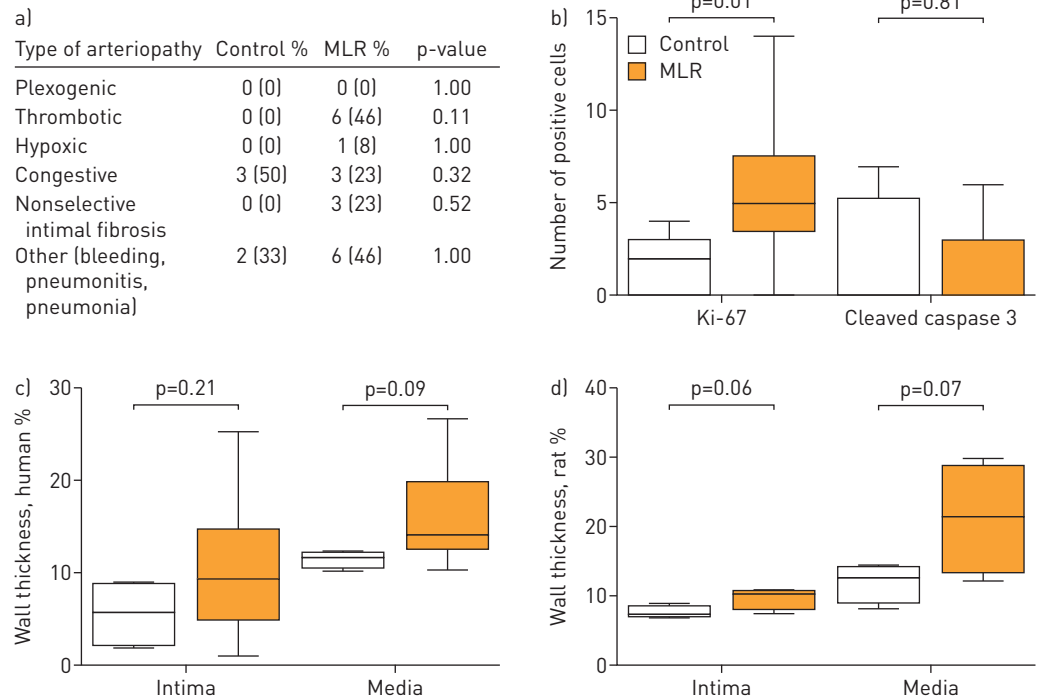 a)
Type of arteriopathy Control % MLR % p-value
Plexogenic 0 (0) 0 (0) 1.00
Thrombotic 0 (0) 6 (46) 0.11
Hypoxic 0 (0) 1 (8) 1.00
Congestive 3 (50) 3 (23) 0.32
Nonselective 0 (0) 3 (23) 0.52
intimal fibrosis
Other (bleeding, 2 (33) 6 (46) 1.00
pneumonitis,
pneumonia)
b)
Number of positive cells
15
10
5
0
p=0.01
p=0.81
Control
MLR
Ki-67
Cleaved caspase 3
c)
Wall thickness, human %
30
20
10
0
p=0.21
p=0.09
Intima
Media
d)
Wall thickness, rat %
40
30
20
10
0
p=0.06
p=0.07
Intima
Media